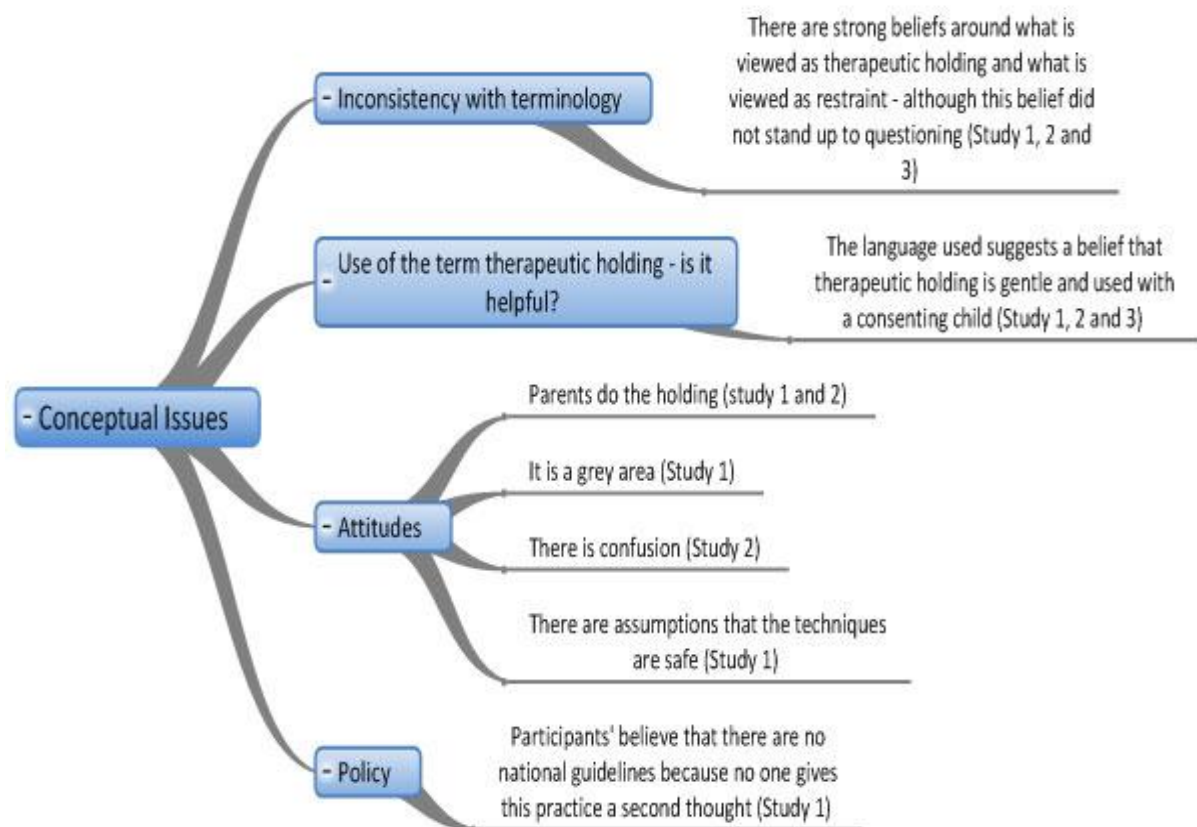 There are strong beliefs around what is
viewed as therapeutic holding and what is
viewed as restraint - although this belief did
not stand up to questioning (Study 1, 2 and
3)
- Inconsistency with terminology
The language used suggests a belief that
therapeutic holding is gentle and used with
a consenting child (Study 1, 2 and 3)
- Use of the term therapeutic holding - is it
helpful?
- Conceptual Issues
Parents do the holding (study 1 and 2)
It is a grey area (Study 1)
- Attitudes
There is confusion (Study 2)
There are assumptions that the techniques
are safe (Study 1)
- Policy
Participants' believe that there are no
national guidelines because no one gives
this practice a second thought (Study 1)